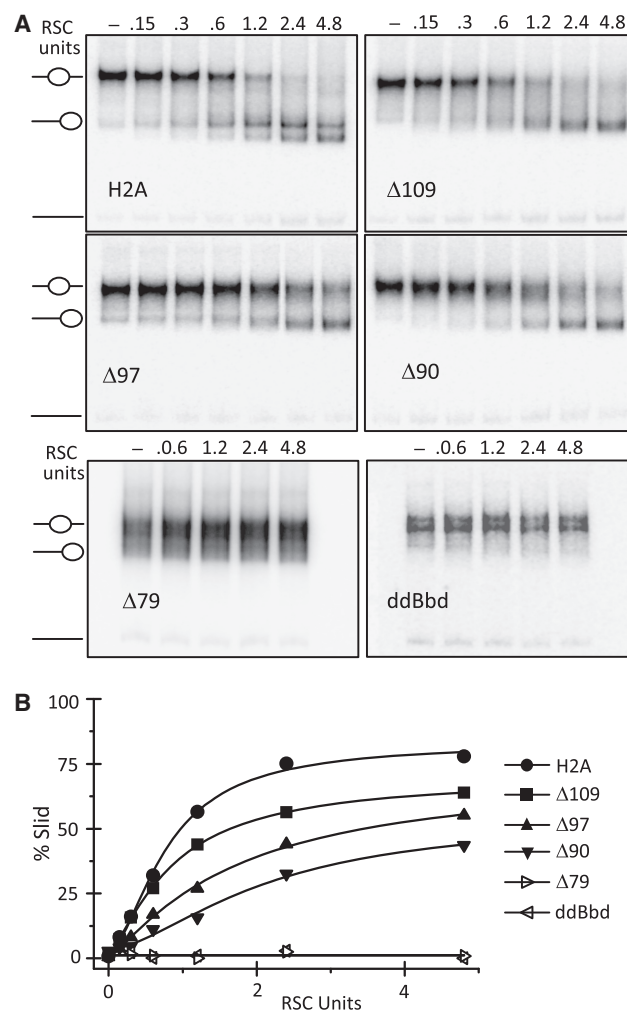 A
RSC units
– .15 .3 .6 1.2 2.4 4.8
– .15 .3 .6 1.2 2.4 4.8
H2A
Δ109
Δ97
Δ90
RSC units
– .0.6 1.2 2.4 4.8
– .0.6 1.2 2.4 4.8
Δ79
ddBbd
B
100
75
50
25
0
% Slid
0 2 4
RSC Units
H2A
Δ109
Δ97
Δ90
Δ79
ddBbd